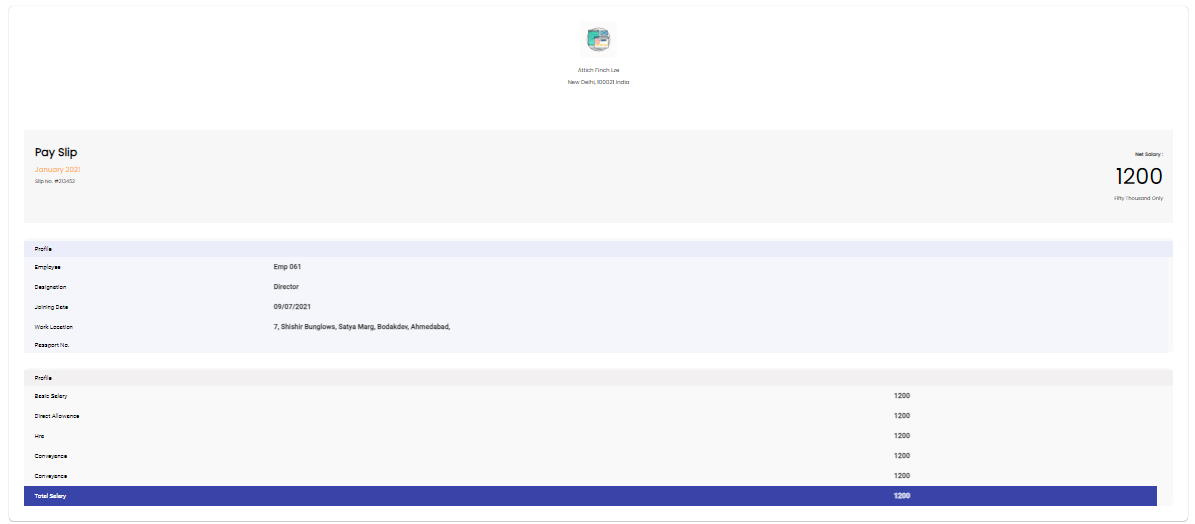 Attich Finch Lze
New Delhi, 100021 India
Pay Slip
January 2021
Slip No. #213453
Net Salary :
1200
Fifty Thousand Only
Profile
Employee Emp 061
Designation Director
Joining Date 09/07/2021
Work Location 7, Shishir Bunglows, Satya Marg, Bodakdev, Ahmedabad,
Passport No.
Profile
Basic Salary 1200
Direct Allowance 1200
Hra 1200
Conveyance 1200
Conveyance 1200
Total Salary 1200